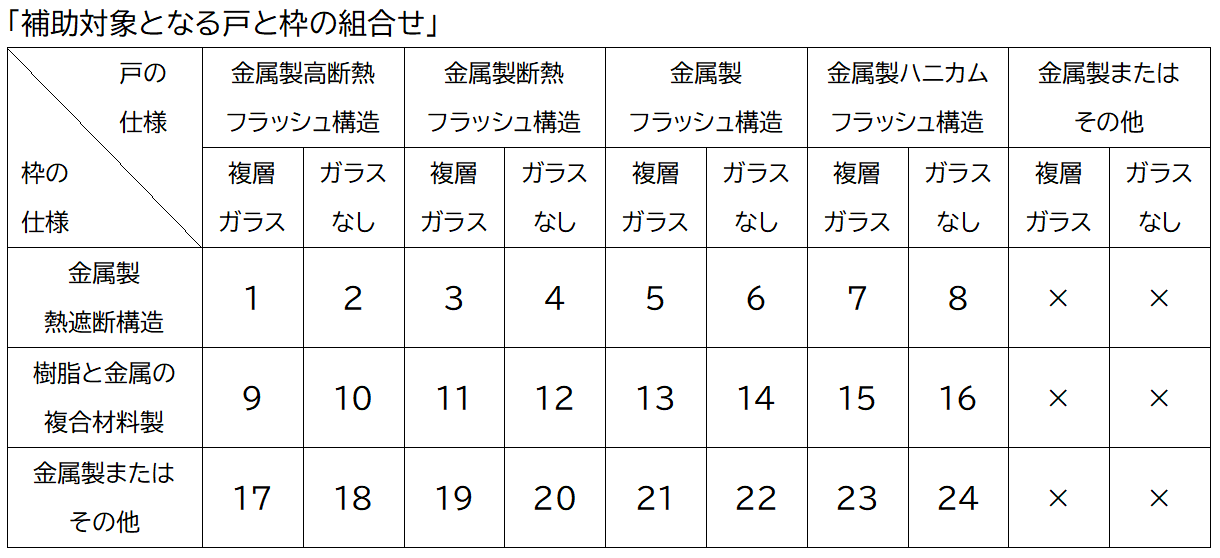 「補助対象となる戸と枠の組合せ」
戸の
仕様
枠の
仕様
金属製高断熱
フラッシュ構造
金属製断熱
フラッシュ構造
金属製
フラッシュ構造
金属製ハニカム
フラッシュ構造
金属製または
その他
複層
ガラス
ガラス
なし
複層
ガラス
ガラス
なし
複層
ガラス
ガラス
なし
複層
ガラス
ガラス
なし
複層
ガラス
ガラス
なし
金属製
熱遮断構造
1 2 3 4 5 6 7 8 × ×
樹脂と金属の
複合材料製
9 10 11 12 13 14 15 16 × ×
金属製または
その他
17 18 19 20 21 22 23 24 × ×